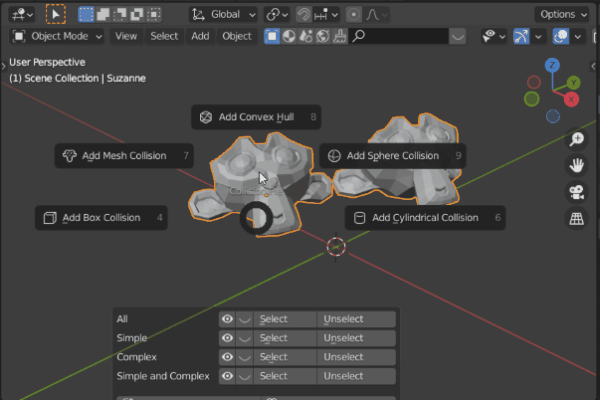 Global
Options
Object Mode View Select Add Object
User Perspective
(1) Scene Collection | Suzanne
Z
Y
X
Add Convex Hull 8
Add Mesh Collision 7
Add Sphere Collision 9
Add Box Collision 4
Add Cylindrical Collision 6
All Select Unselect
Simple Select Unselect
Complex Select Unselect
Simple and Complex Select Unselect